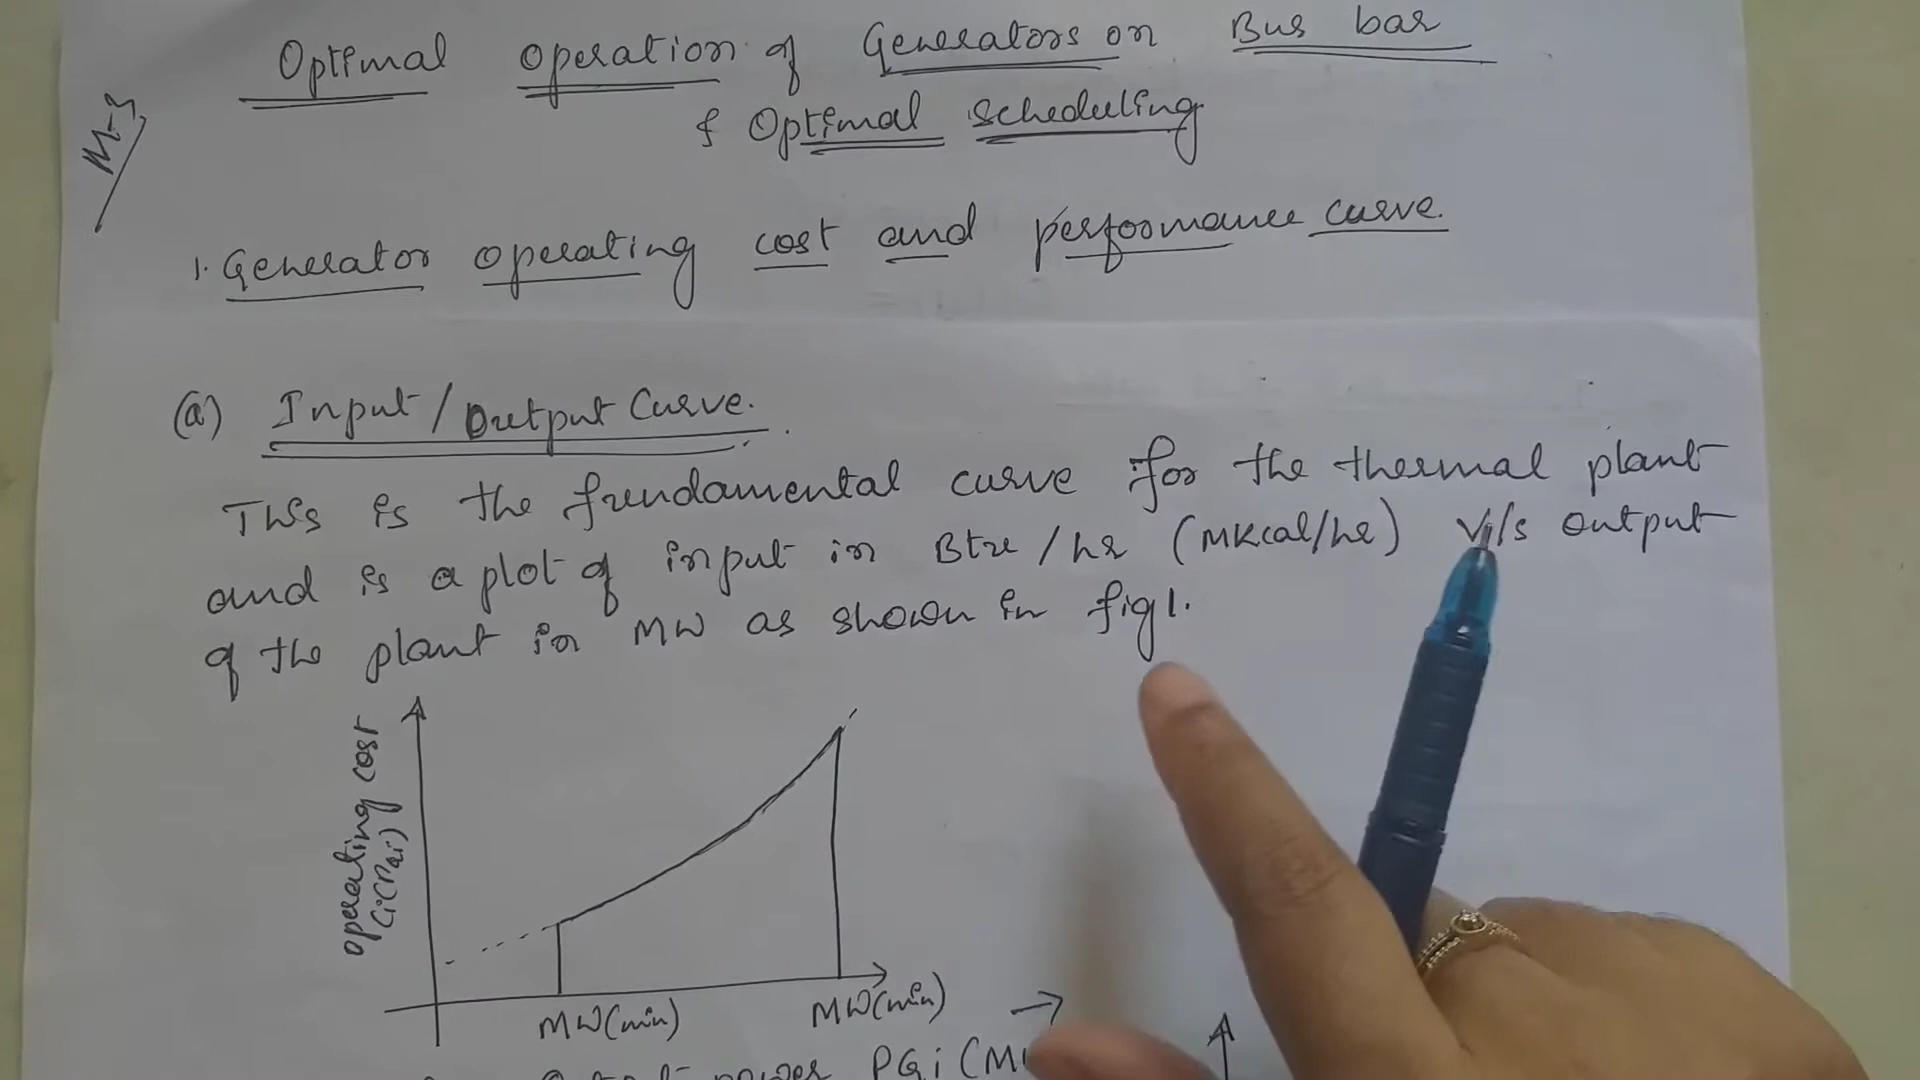 Optimal operation of Generators on Bus bar
& Optimal scheduling
M-3
1. Generator operating cost and performance curve.
(a) Input/Output Curve.
This is the fundamental curve for the thermal plant
and is a plot of input in Btu/hr (MKcal/hr) V/s output
of the plant in MW as shown in fig 1.
operating cost
Ci(PGi)
MW(min)
MW(min)
power PGi (M